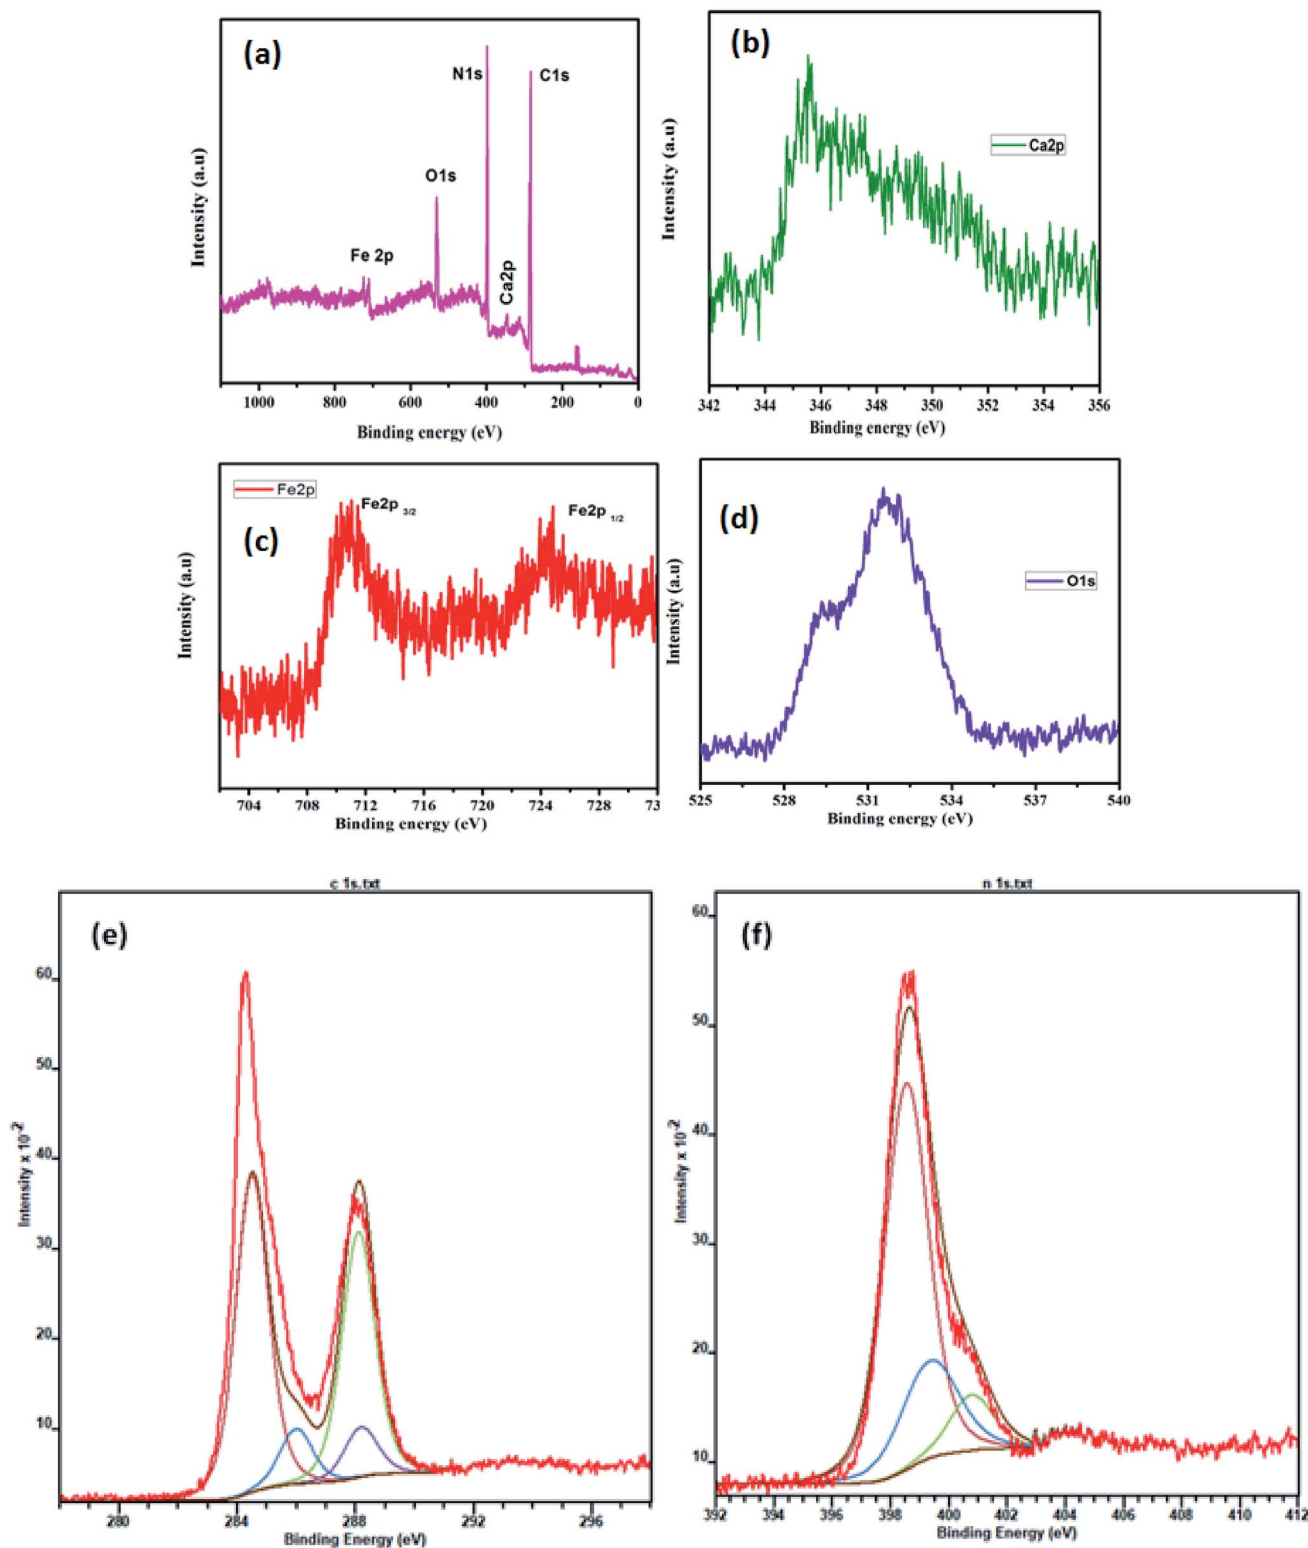 (a)
N1s
C1s
O1s
Fe 2p
Ca2p
Intensity (a.u)
1000 800 600 400 200 0
Binding energy (eV)
(b)
Ca2p
Intensity (a.u)
342 344 346 348 350 352 354 356
Binding energy (eV)
Fe2p
Fe2p 3/2
Fe2p 1/2
(c)
Intensity (a.u)
704 708 712 716 720 724 728 73
Binding energy (eV)
(d)
O1s
Intensity (a.u)
525 528 531 534 537 540
Binding energy (eV)
c 1s.txt
(e)
60
50
40
30
20
10
Intensity x 10⁻²
280 284 288 292 296
Binding Energy (eV)
n 1s.txt
(f)
60
50
40
30
20
10
Intensity x 10⁻²
392 394 396 398 400 402 404 406 408 410 412
Binding Energy (eV)